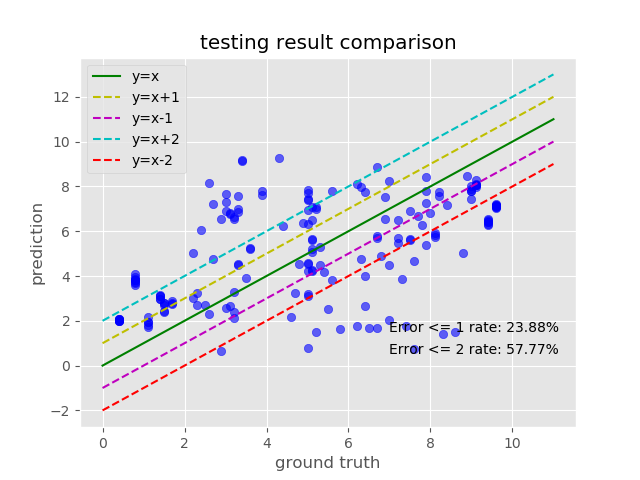 testing result comparison
y=x
y=x+1
y=x-1
y=x+2
y=x-2
12
10
8
6
4
2
0
−2
prediction
Error <= 1 rate: 23.88%
Error <= 2 rate: 57.77%
0 2 4 6 8 10
ground truth